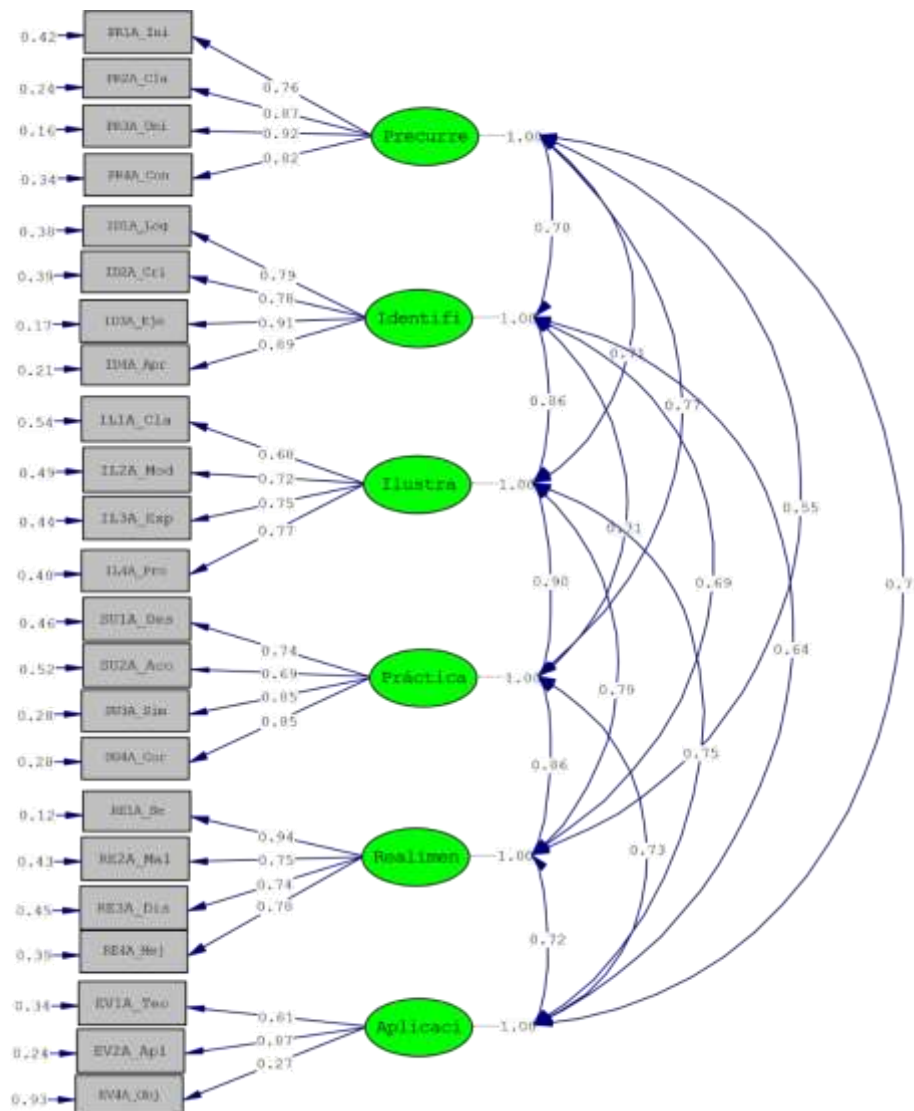 0.42 PR1A_Ini
0.76
0.24 PR2A_Cla
0.87
0.16 PR3A_Uni
0.92
0.34 PR4A_Con
0.82
Precurre 1.00
0.38 ID1A_Log
0.79
0.39 ID2A_Cri
0.78
0.17 ID3A_Eje
0.91
0.21 ID4A_Apr
0.89
Identifi 1.00
0.54 IL1A_Cla
0.68
0.49 IL2A_Mod
0.72
0.44 IL3A_Exp
0.75
0.40 IL4A_Pro
0.77
Ilustra 1.00
0.46 SU1A_Des
0.74
0.52 SU2A_Aco
0.69
0.28 SU3A_Sim
0.85
0.28 SU4A_Cor
0.85
Práctica 1.00
0.12 RE1A_Se
0.94
0.43 RE2A_Mal
0.75
0.45 RE3A_Dis
0.74
0.39 RE4A_Mej
0.78
Realimen 1.00
0.34 EV1A_Teo
0.81
0.24 EV2A_Apl
0.87
0.93 EV4A_Obj
0.27
Aplicaci 1.00
0.70
0.71
0.86
0.77
0.55
0.71
0.90
0.69
0.7
0.64
0.79
0.75
0.86
0.73
0.72